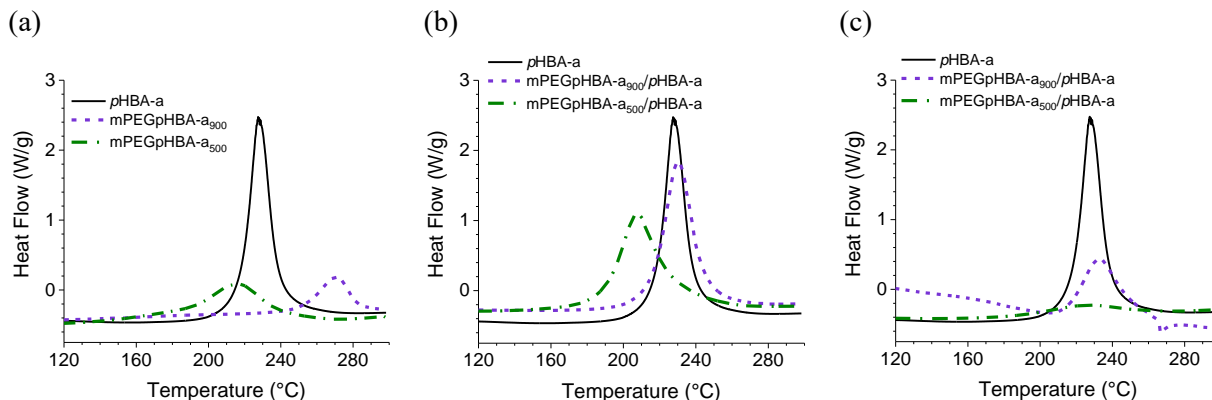 (a)
pHBA-a
mPEGpHBA-a900
mPEGpHBA-a500
Heat Flow (W/g)
3
2
1
0
120
160
200
240
280
Temperature (°C)
(b)
pHBA-a
mPEGpHBA-a900/pHBA-a
mPEGpHBA-a500/pHBA-a
Heat Flow (W/g)
3
2
1
0
120
160
200
240
280
Temperature (°C)
(c)
pHBA-a
mPEGpHBA-a900/pHBA-a
mPEGpHBA-a500/pHBA-a
Heat Flow (W/g)
3
2
1
0
120
160
200
240
280
Temperature (°C)